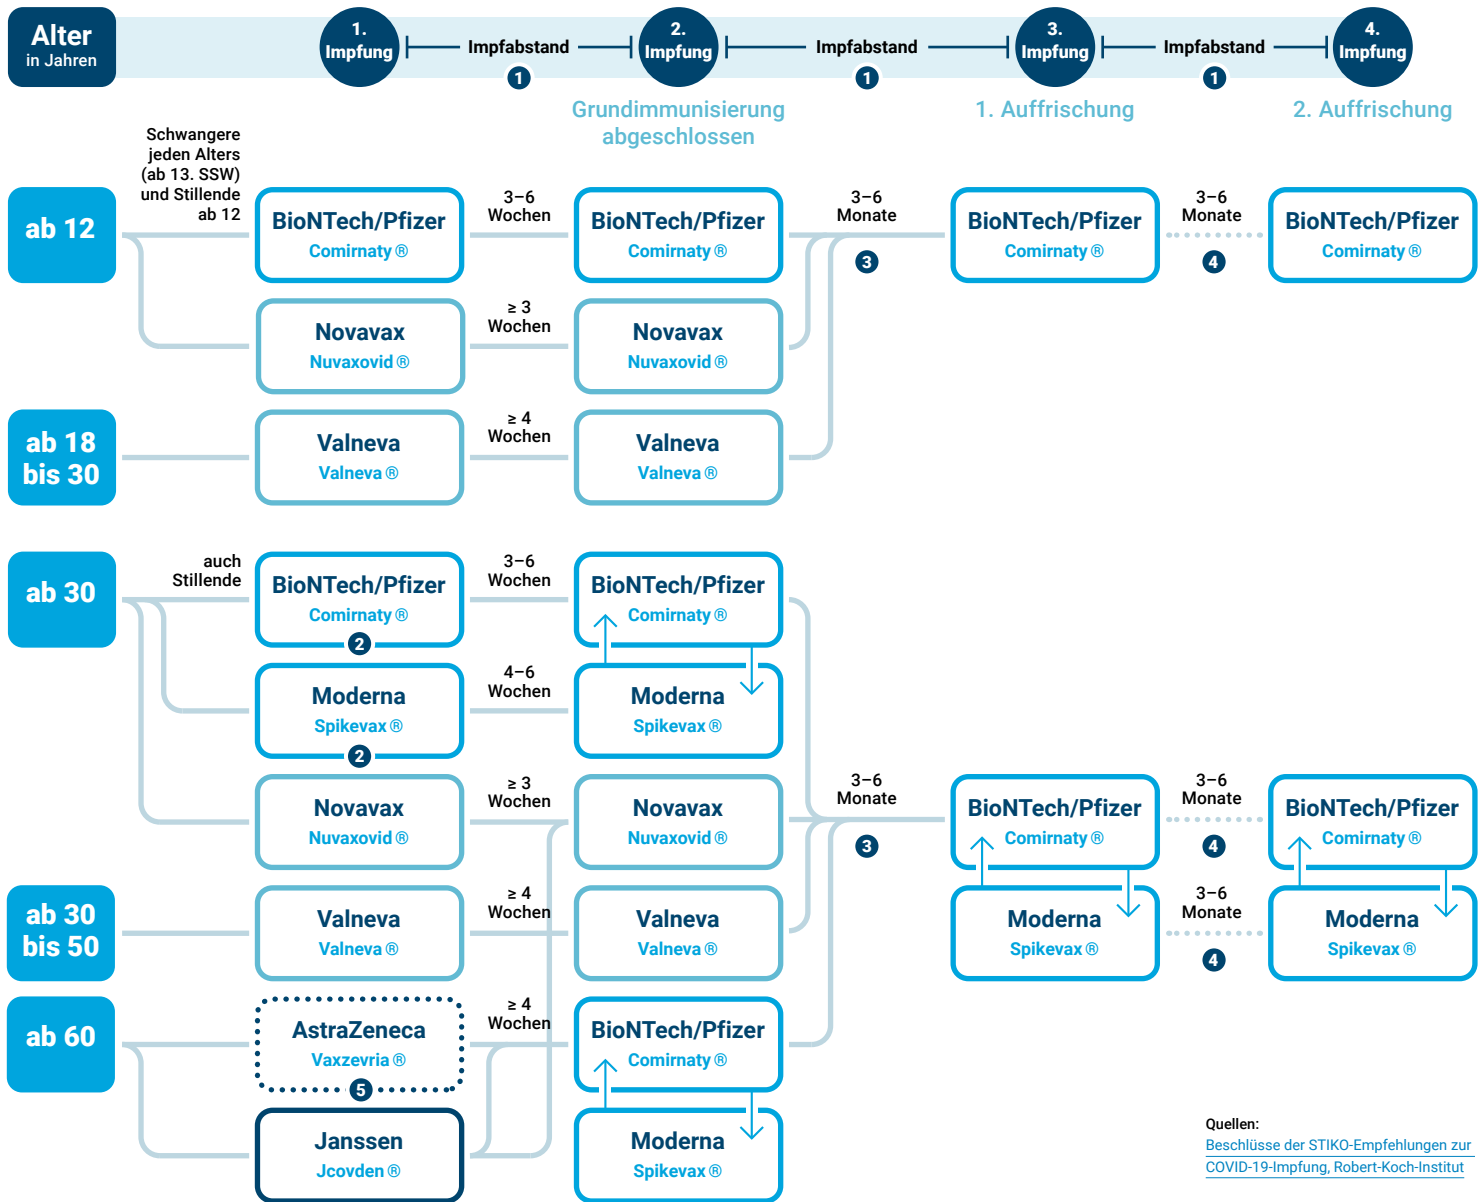 Alter
in Jahren
1.
Impfung
Impfabstand
1
2.
Impfung
Impfabstand
1
3.
Impfung
Impfabstand
1
4.
Impfung
Grundimmunisierung
abgeschlossen
1. Auffrischung
2. Auffrischung
Schwangere
jeden Alters
(ab 13. SSW)
und Stillende
ab 12
ab 12
BioNTech/Pfizer
Comirnaty ®
3–6
Wochen
BioNTech/Pfizer
Comirnaty ®
3–6
Monate
3
BioNTech/Pfizer
Comirnaty ®
3–6
Monate
4
BioNTech/Pfizer
Comirnaty ®
Novavax
Nuvaxovid ®
≥ 3
Wochen
Novavax
Nuvaxovid ®
ab 18
bis 30
Valneva
Valneva ®
≥ 4
Wochen
Valneva
Valneva ®
ab 30
auch
Stillende
BioNTech/Pfizer
Comirnaty ®
2
3–6
Wochen
BioNTech/Pfizer
Comirnaty ®
Moderna
Spikevax ®
2
4–6
Wochen
Moderna
Spikevax ®
Novavax
Nuvaxovid ®
≥ 3
Wochen
Novavax
Nuvaxovid ®
3–6
Monate
3
BioNTech/Pfizer
Comirnaty ®
3–6
Monate
4
BioNTech/Pfizer
Comirnaty ®
ab 30
bis 50
Valneva
Valneva ®
≥ 4
Wochen
Valneva
Valneva ®
Moderna
Spikevax ®
3–6
Monate
4
Moderna
Spikevax ®
ab 60
AstraZeneca
Vaxzevria ®
5
≥ 4
Wochen
BioNTech/Pfizer
Comirnaty ®
Janssen
Jcovden ®
Moderna
Spikevax ®
Quellen:
Beschlüsse der STIKO-Empfehlungen zur
COVID-19-Impfung, Robert-Koch-Institut